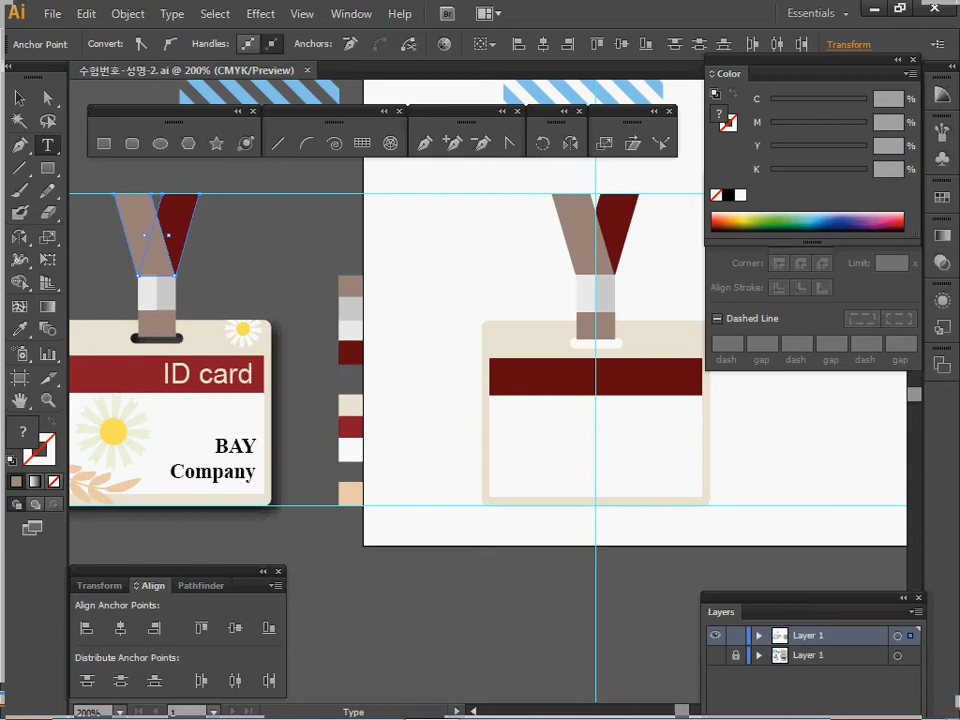 Ai File Edit Object Type Select Effect View Window Help Br Essentials
Anchor Point Convert: Handles: Anchors: Transform
수험번호-성명-2.ai @ 200% (CMYK/Preview)
Color
C %
M %
Y %
K %
?
Corner: Limit: x
Align Stroke:
Dashed Line
dash gap dash gap dash gap
ID card
BAY
Company
?
Transform Align Pathfinder
Align Anchor Points:
Distribute Anchor Points:
Layers
Layer 1
Layer 1
200% 1 Type